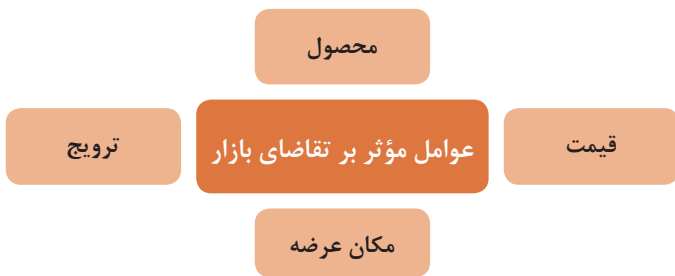 محصول
قیمت
عوامل مؤثر بر تقاضای بازار
ترویج
مکان عرضه